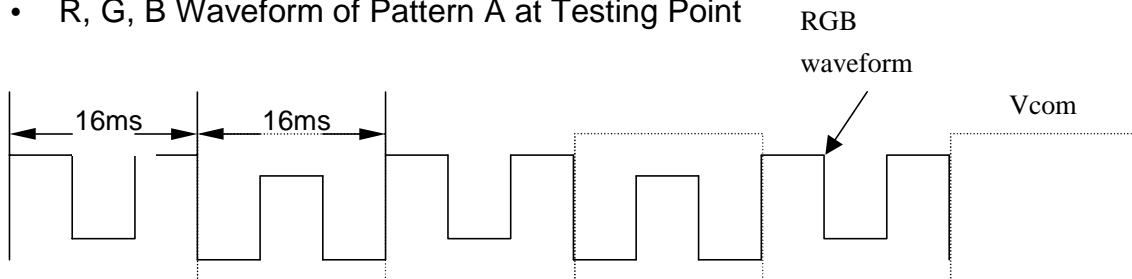 • R, G, B Waveform of Pattern A at Testing Point
RGB
waveform
Vcom
16ms
16ms